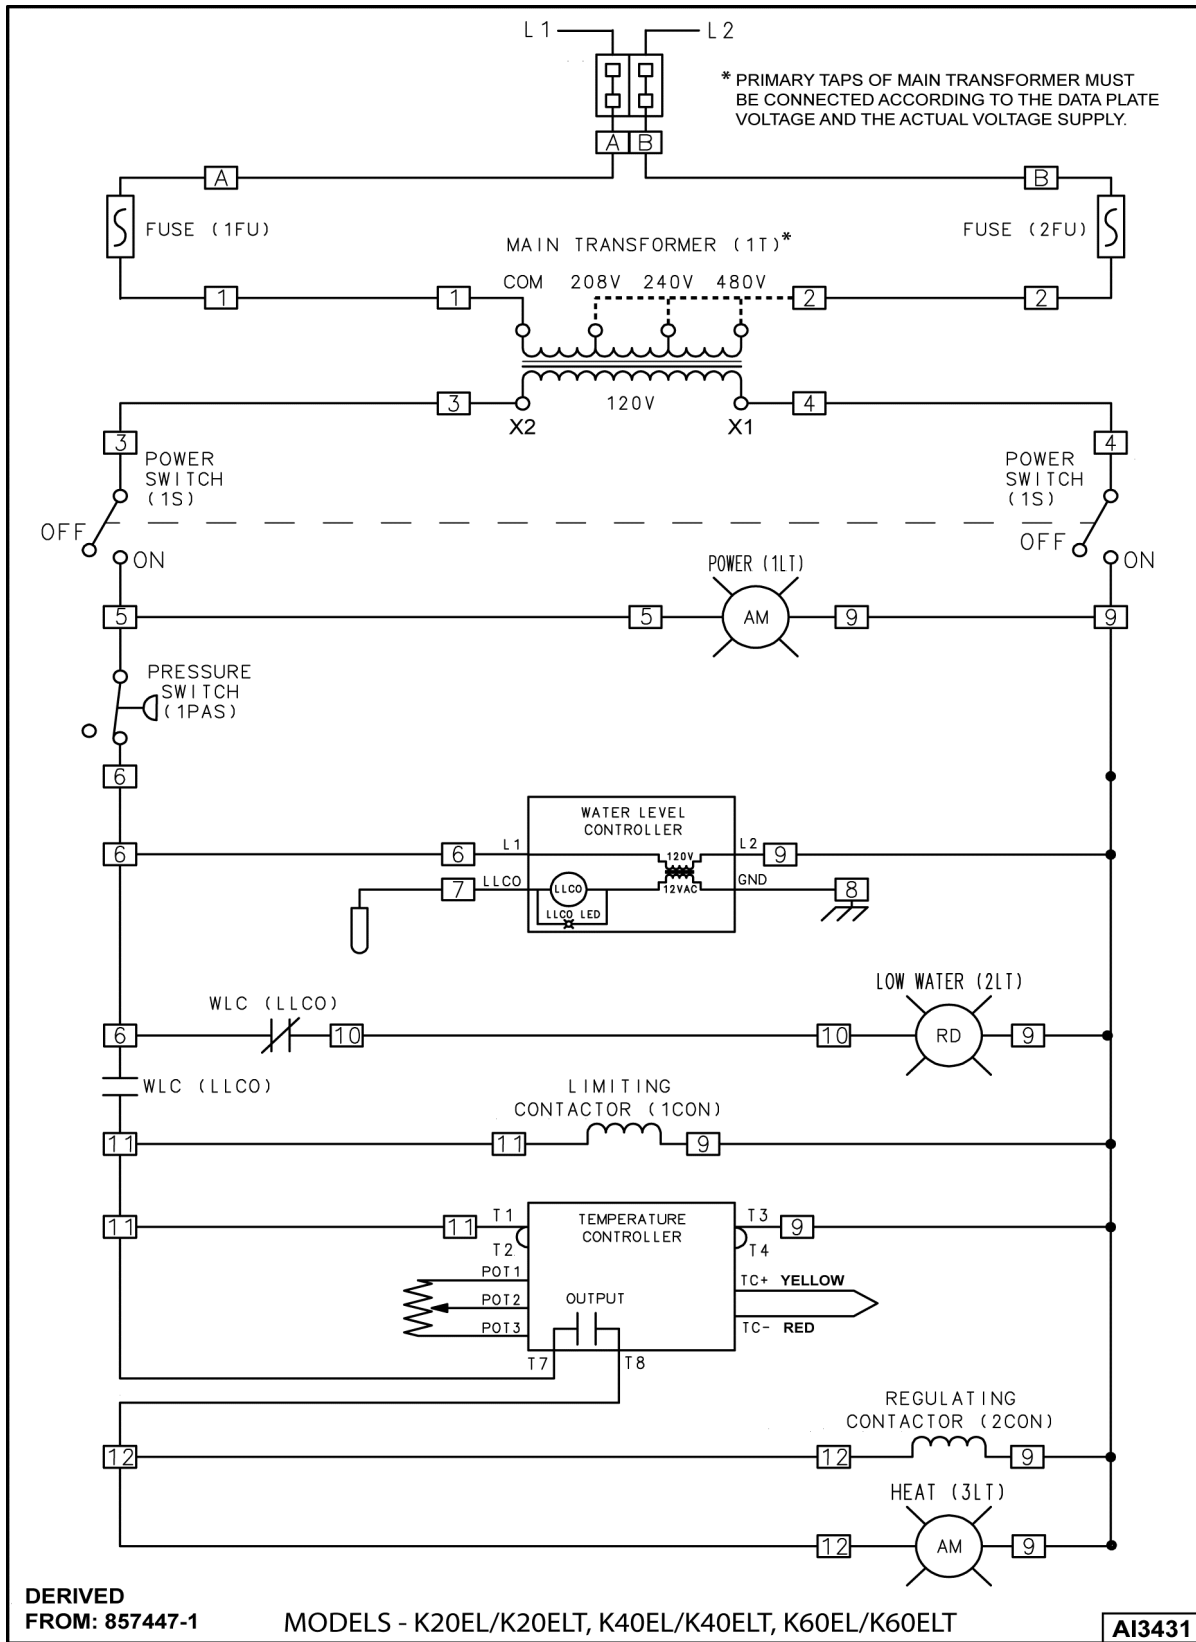 L1 L2
* PRIMARY TAPS OF MAIN TRANSFORMER MUST
BE CONNECTED ACCORDING TO THE DATA PLATE
VOLTAGE AND THE ACTUAL VOLTAGE SUPPLY.
A B
A B
FUSE (1FU) FUSE (2FU)
MAIN TRANSFORMER (1T)*
COM 208V 240V 480V
1 1 2 2
3 120V 4
X2 X1
3 4
POWER
SWITCH
(1S)
POWER
SWITCH
(1S)
OFF ON
OFF ON
POWER (1LT)
5 5 AM 9 9
PRESSURE
SWITCH
(1PAS)
6
WATER LEVEL
CONTROLLER
6 6 L1 120V L2 9
7 LLCO LLCO 12VAC GND 8
LLCO LED
LOW WATER (2LT)
WLC (LLCO)
6 10 10 RD 9
WLC (LLCO)
LIMITING
CONTACTOR (1CON)
11 11 9
TEMPERATURE
CONTROLLER
11 11 T1 T3 9
T2 T4
POT1 TC+ YELLOW
POT2 OUTPUT
POT3 TC- RED
T7 T8
REGULATING
CONTACTOR (2CON)
12 12 9
HEAT (3LT)
12 AM 9
DERIVED
FROM: 857447-1
MODELS - K20EL/K20ELT, K40EL/K40ELT, K60EL/K60ELT
AI3431